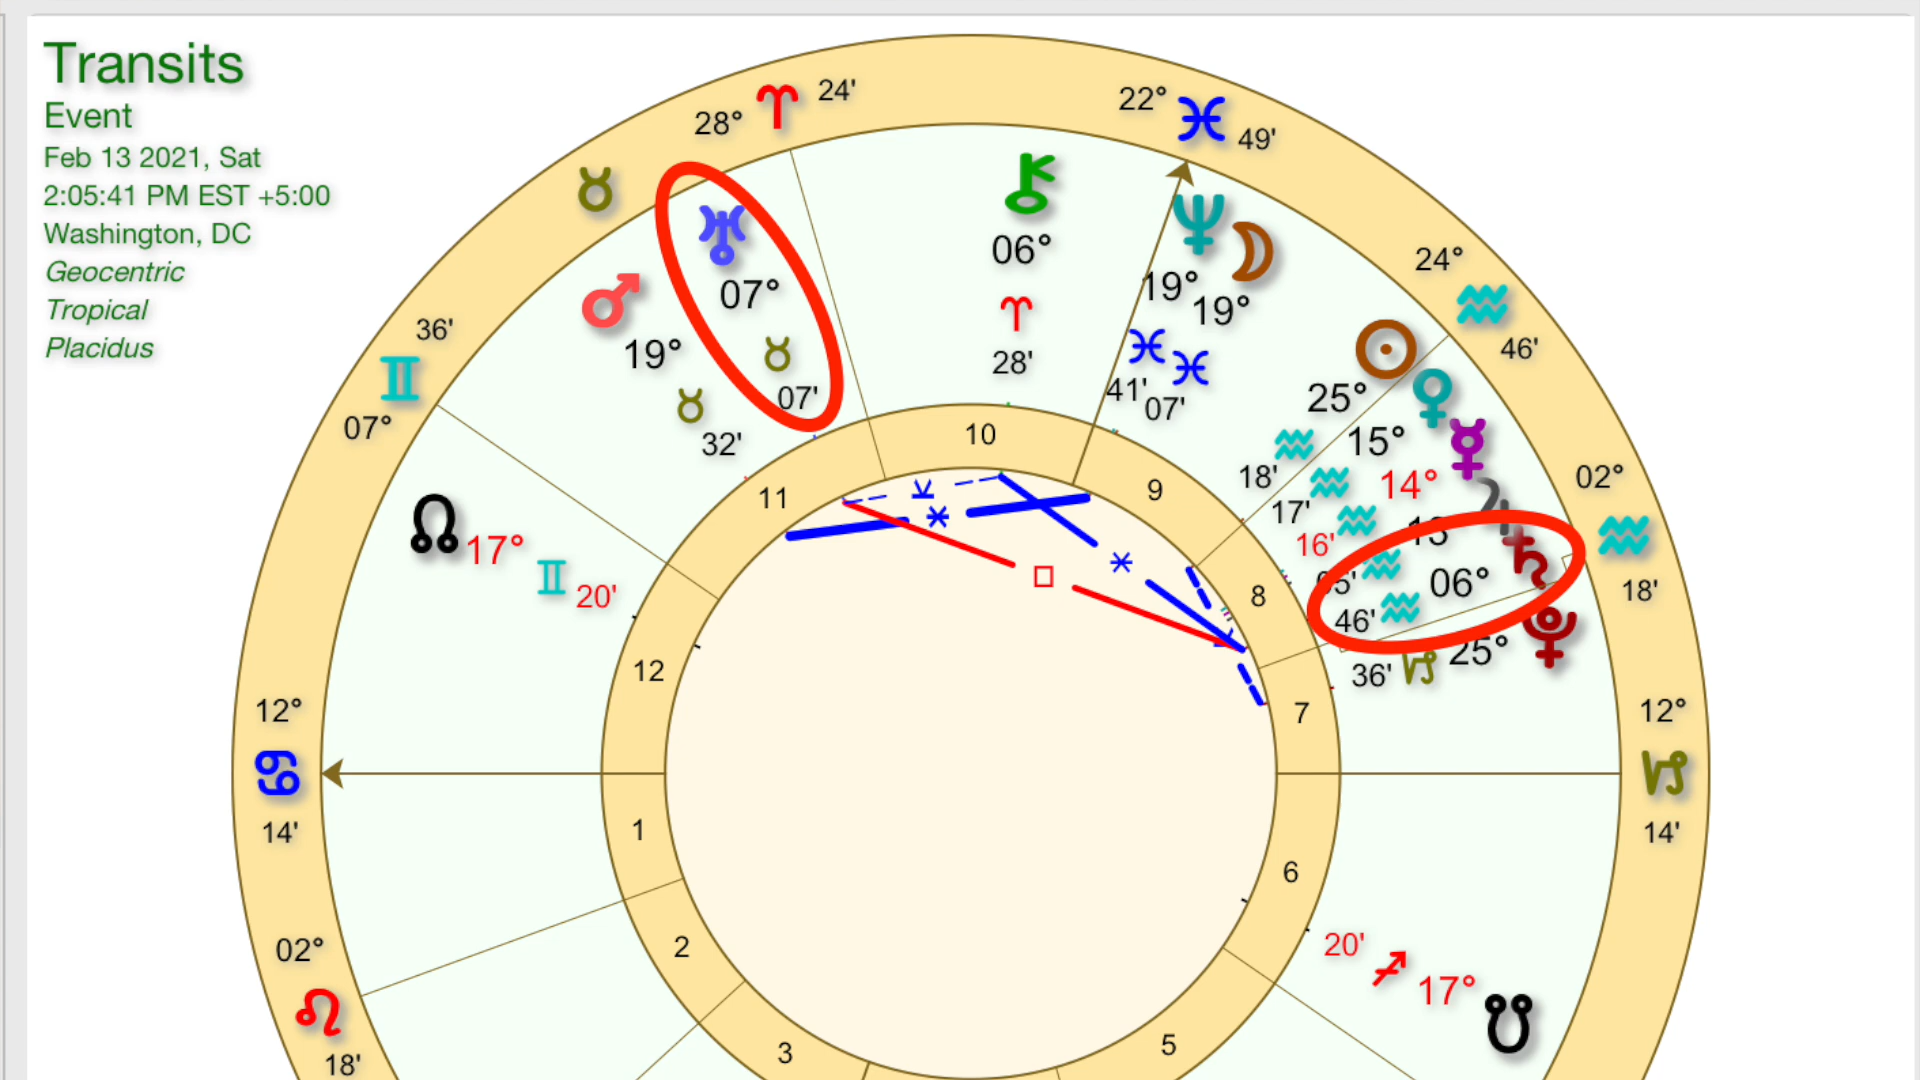 Transits
Event
Feb 13 2021, Sat
2:05:41 PM EST +5:00
Washington, DC
Geocentric
Tropical
Placidus
28° ♈ 24'
22° ♓ 49'
♉
24° ♒ 46'
36' ♊ 07°
02° ♒ 18'
12° ♋ 14'
12° ♑ 14'
02° ♌ 18'
⚷ 06° ♈ 28'
♅ 07° ♉ 07'
♂ 19° ♉ 32'
♆ 19° ♓ 41'
☽ 19° ♓ 07'
☉ 25° ♒ 18'
♀ 15° ♒ 17'
☿ 14° ♒ 16'
♃ ♒
♄ 06° ♒ 46'
♇ 25° ♑ 36'
☊ 17° ♊ 20'
☋ 17° ♐ 20'
10
11
9
8
12
7
1
6
2
5
3